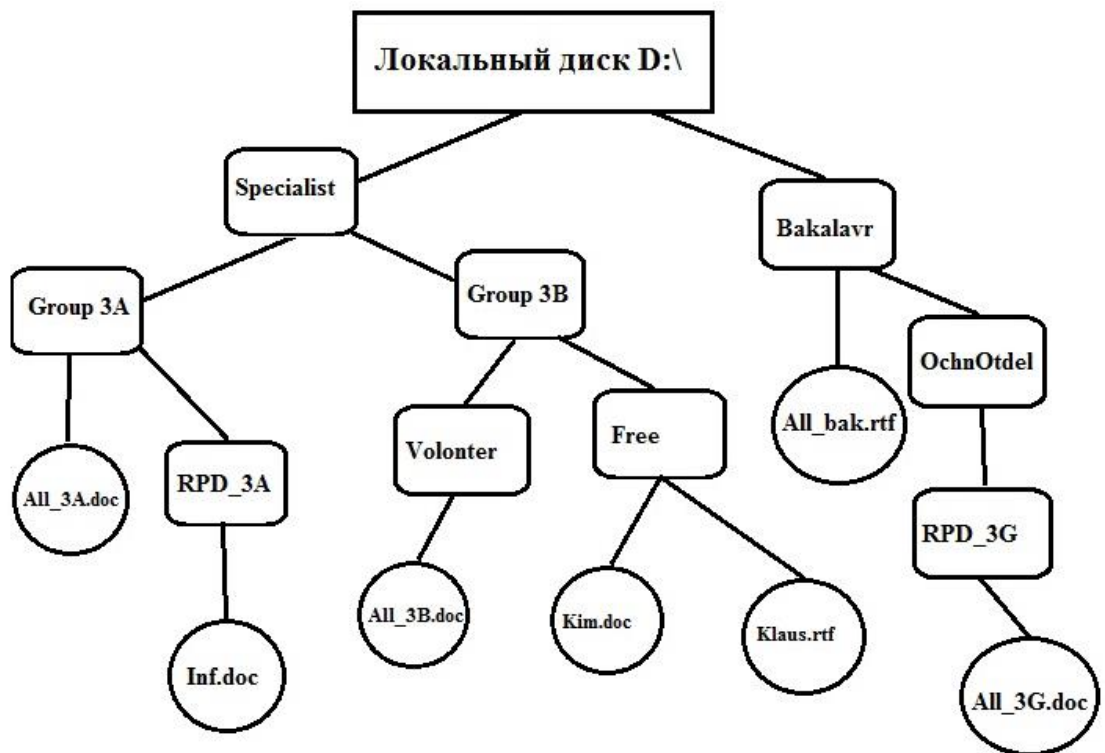 Локальный диск D:\
Specialist
Bakalavr
Group 3A
Group 3B
OchnOtdel
All_bak.rtf
Volonter
Free
All_3A.doc
RPD_3A
RPD_3G
All_3B.doc
Kim.doc
Klaus.rtf
Inf.doc
All_3G.doc